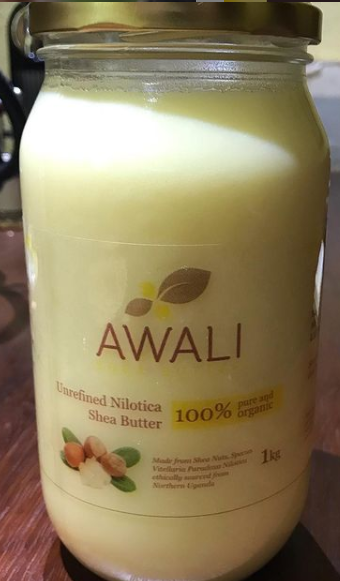 AWALI
Unrefined Nilotica
Shea Butter
100% pure and
organic
Made from Shea Nuts, Species
Vitellaria Paradoxa Nilotica
ethically sourced from
Northern Uganda
1kg